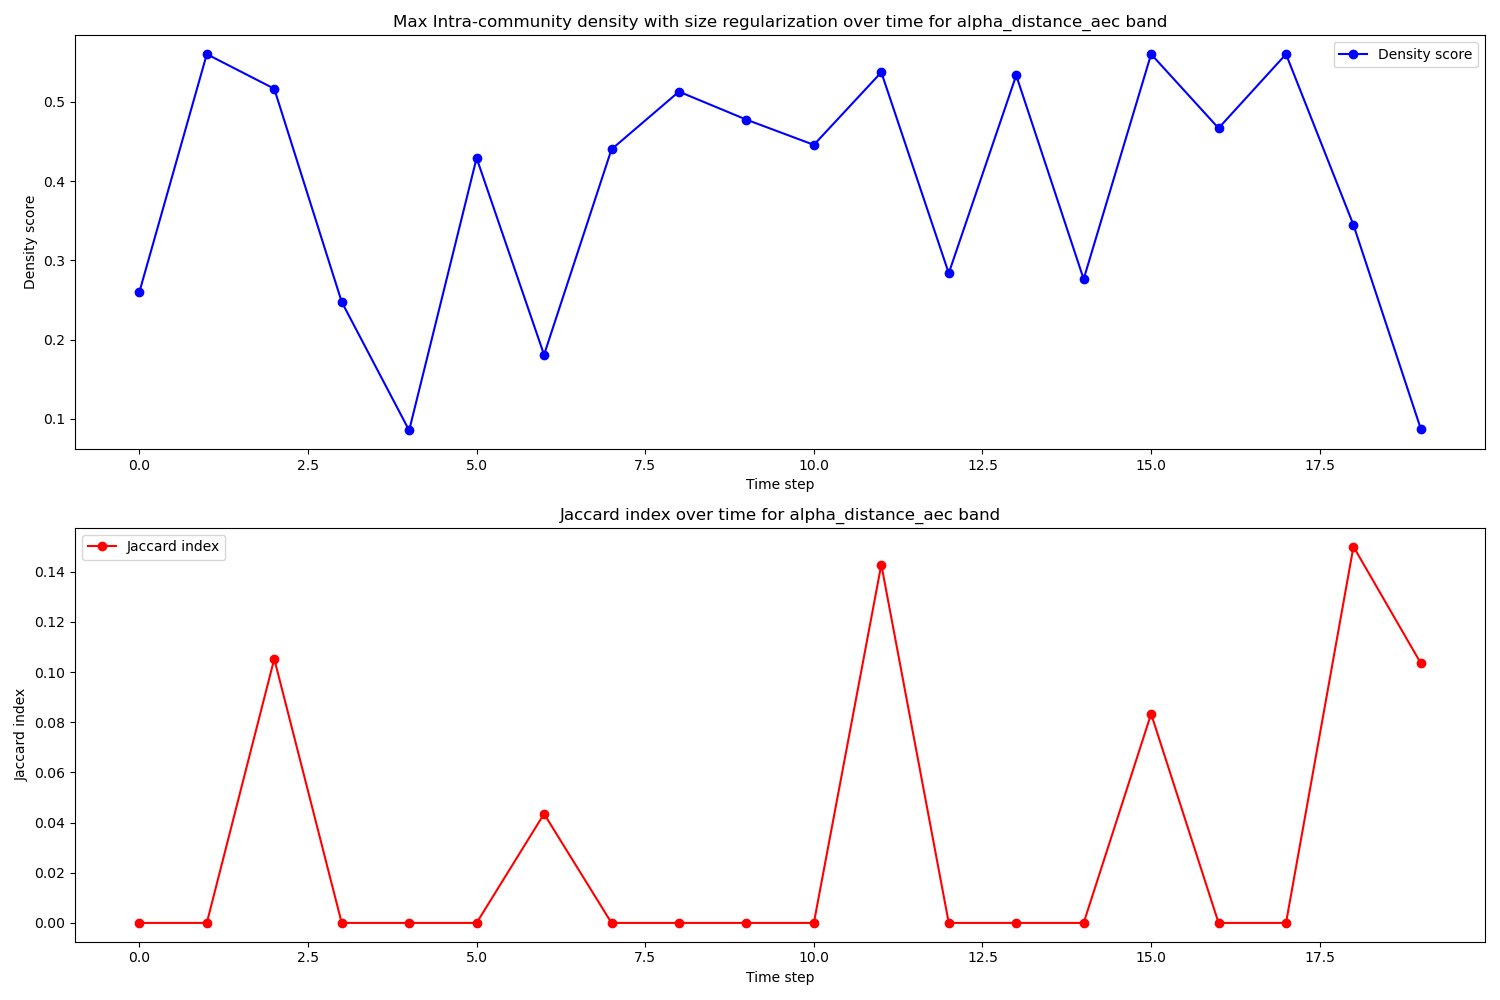 Max Intra-community density with size regularization over time for alpha_distance_aec band
Density score
Density score
0.5
0.4
0.3
0.2
0.1
0.0 2.5 5.0 7.5 10.0 12.5 15.0 17.5
Time step
Jaccard index over time for alpha_distance_aec band
Jaccard index
Jaccard index
0.14
0.12
0.10
0.08
0.06
0.04
0.02
0.00
0.0 2.5 5.0 7.5 10.0 12.5 15.0 17.5
Time step